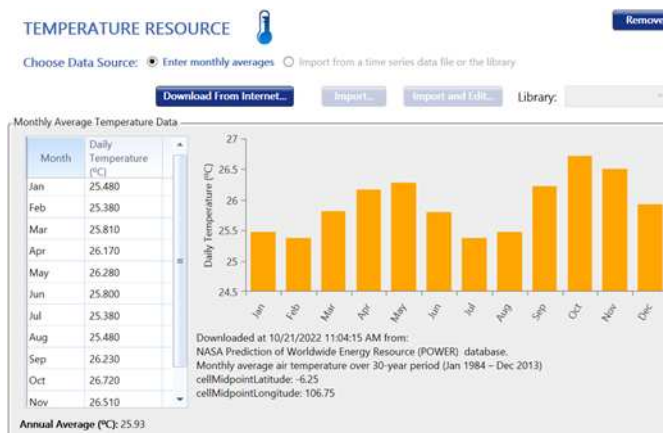 TEMPERATURE RESOURCE
Remove
Choose Data Source: Enter monthly averages Import from a time series data file or the library
Download From Internet... Import... Import and Edit... Library:
Monthly Average Temperature Data
Month Daily Temperature (ºC)
Jan 25.480
Feb 25.380
Mar 25.810
Apr 26.170
May 26.280
Jun 25.800
Jul 25.380
Aug 25.480
Sep 26.230
Oct 26.720
Nov 26.510
Daily Temperature (ºC)
27
26.5
26
25.5
25
24.5
Jan Feb Mar Apr May Jun Jul Aug Sep Oct Nov Dec
Downloaded at 10/21/2022 11:04:15 AM from:
NASA Prediction of Worldwide Energy Resource (POWER) database.
Monthly average air temperature over 30-year period (Jan 1984 – Dec 2013)
cellMidpointLatitude: -6.25
cellMidpointLongitude: 106.75
Annual Average (ºC): 25.93